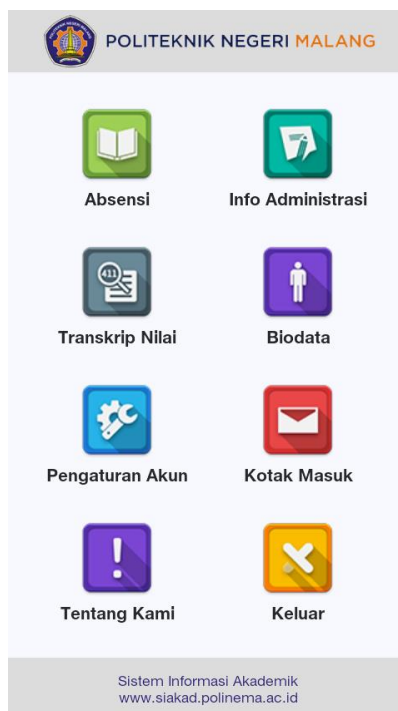 POLITEKNIK NEGERI MALANG
Absensi
Info Administrasi
411
Transkrip Nilai
Biodata
Pengaturan Akun
Kotak Masuk
Tentang Kami
Keluar
Sistem Informasi Akademik
www.siakad.polinema.ac.id